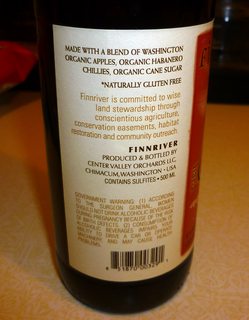 MADE WITH A BLEND OF WASHINGTON
ORGANIC APPLES, ORGANIC HABANERO
CHILLIES, ORGANIC CANE SUGAR
*NATURALLY GLUTEN FREE
Finnriver is committed to wise
land stewardship through
conscientious agriculture,
conservation easements, habitat
restoration and community outreach.
FINNRIVER
PRODUCED & BOTTLED BY
CENTER VALLEY ORCHARDS LLC.
CHIMACUM, WASHINGTON • USA
CONTAINS SULFITES • 500 ML
GOVERNMENT WARNING: (1) ACCORDING
TO THE SURGEON GENERAL, WOMEN
SHOULD NOT DRINK ALCOHOLIC BEVERAGES
DURING PREGNANCY BECAUSE OF THE RISK
OF BIRTH DEFECTS. (2) CONSUMPTION OF
ALCOHOLIC BEVERAGES IMPAIRS YOUR
ABILITY TO DRIVE A CAR OR OPERATE
MACHINERY, AND MAY CAUSE HEALTH
PROBLEMS.
F